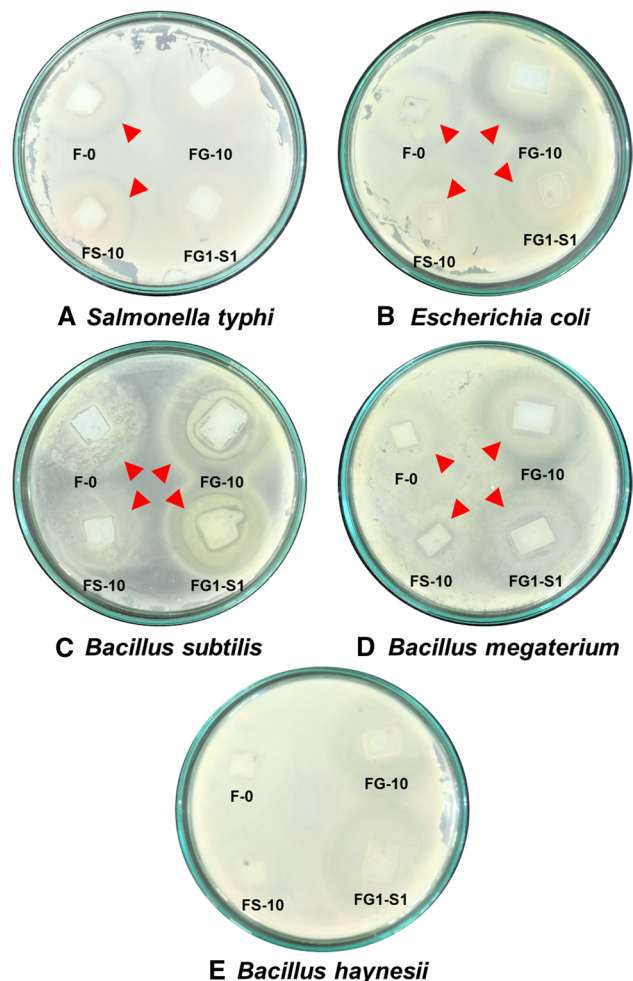 F-0 FG-10
FS-10 FG1-S1
A Salmonella typhi
F-0 FG-10
FS-10 FG1-S1
B Escherichia coli
F-0 FG-10
FS-10 FG1-S1
C Bacillus subtilis
F-0 FG-10
FS-10 FG1-S1
D Bacillus megaterium
F-0 FG-10
FS-10 FG1-S1
E Bacillus haynesii